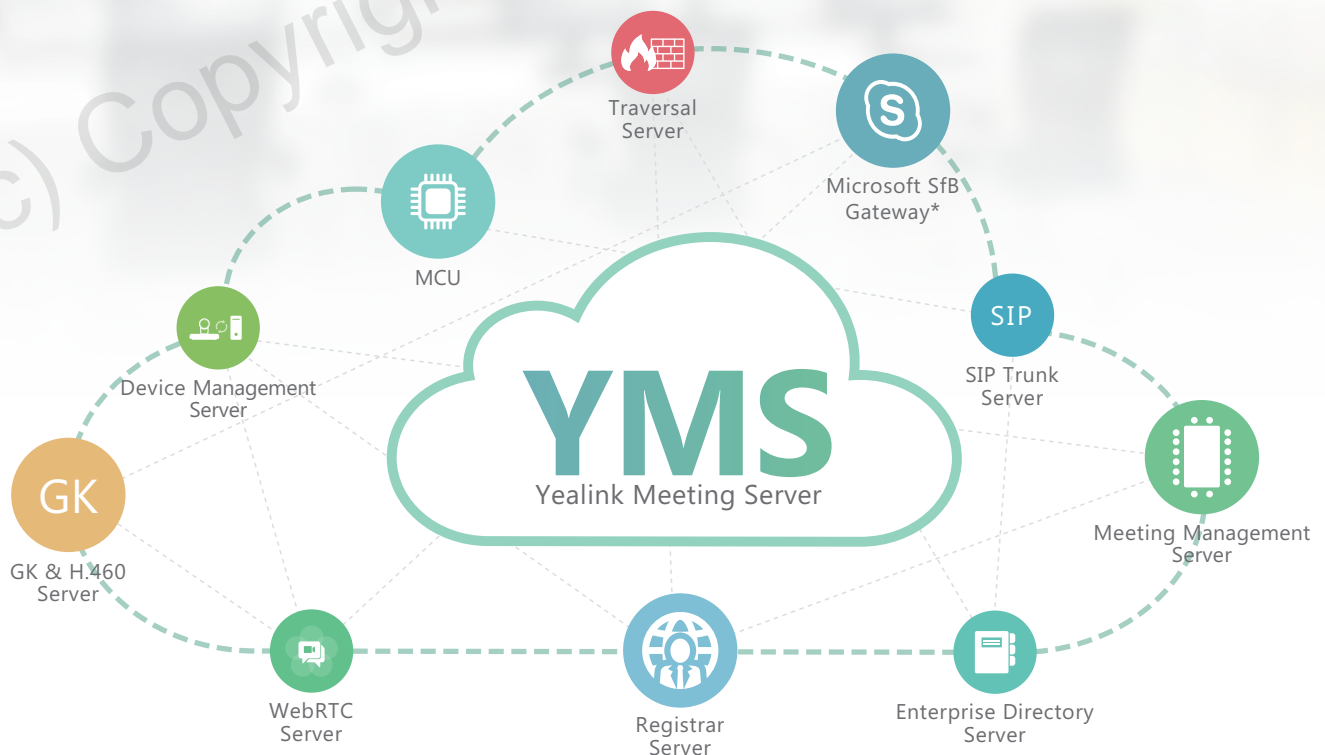 (c) Copyright
Traversal
Server
S
Microsoft SfB
Gateway*
MCU
SIP
SIP Trunk
Server
Device Management
Server
YMS
Yealink Meeting Server
GK
GK & H.460
Server
Meeting Management
Server
WebRTC
Server
Registrar
Server
Enterprise Directory
Server